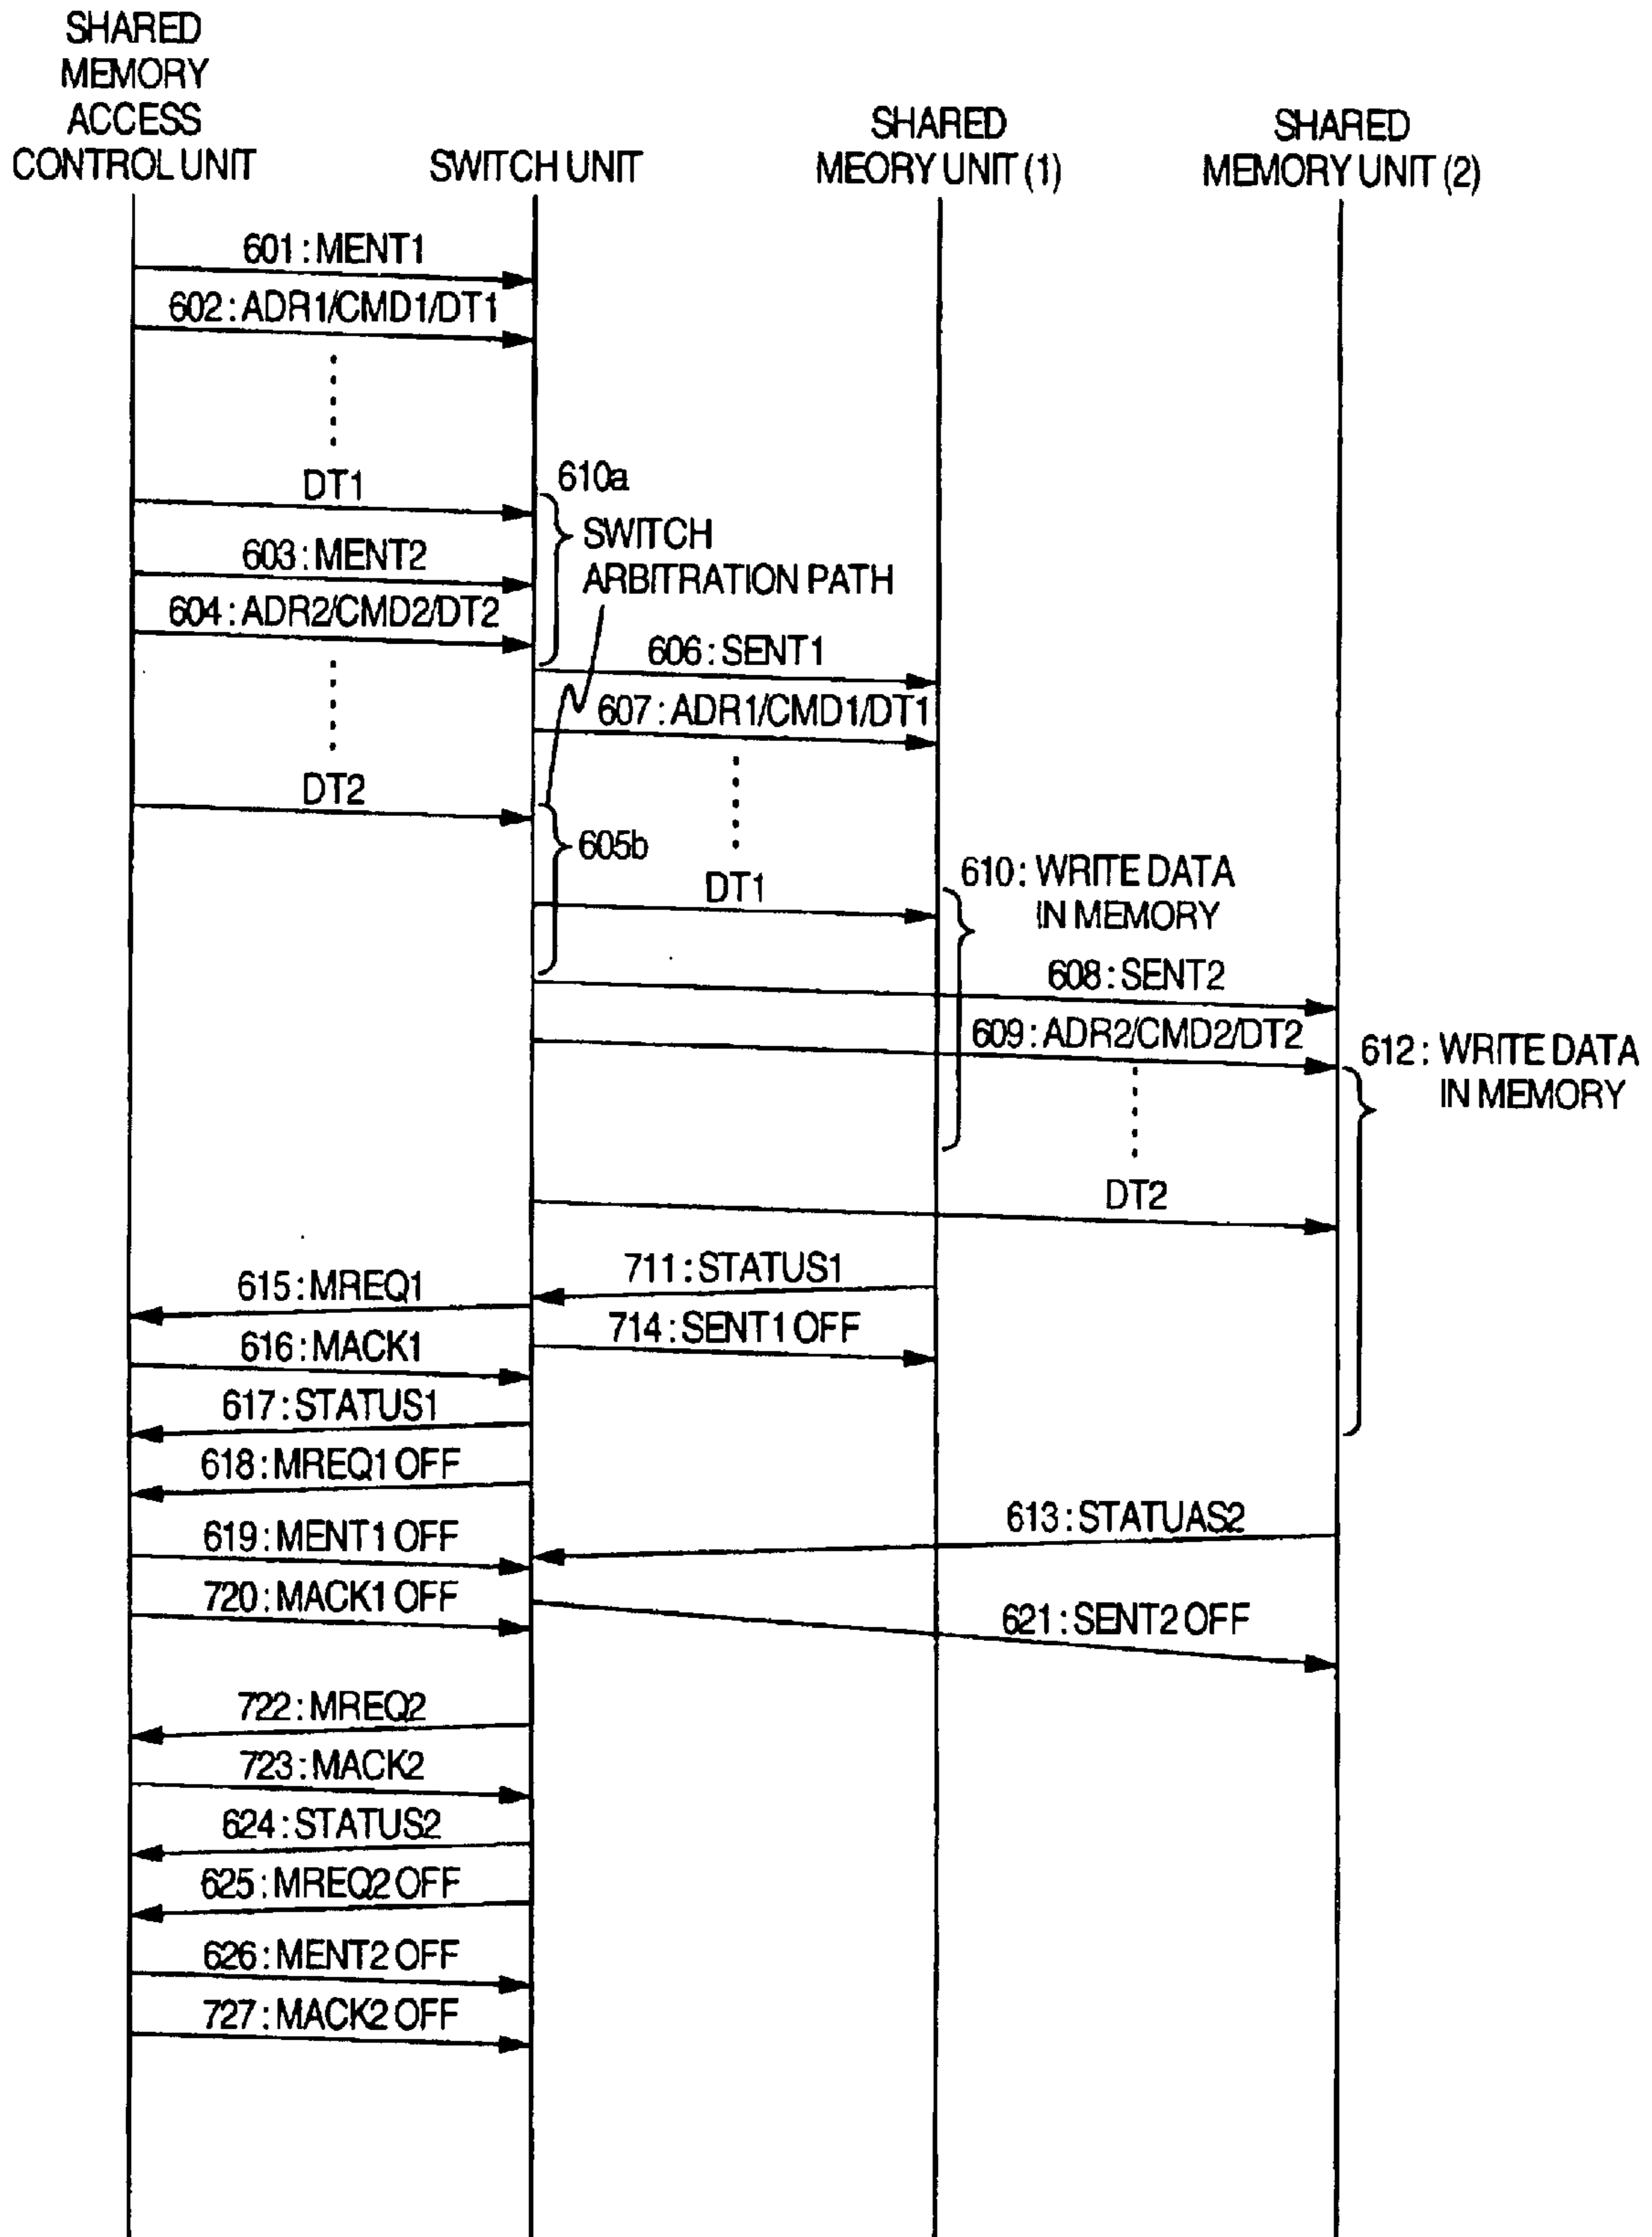 SHARED
MEMORY
ACCESS
CONTROL UNIT
SWITCH UNIT
SHARED
MEORY UNIT (1)
SHARED
MEMORY UNIT (2)
601 : MENT1
602 : ADR1/CMD1/DT1
DT1
610a
SWITCH
ARBITRATION PATH
603 : MENT2
604 : ADR2/CMD2/DT2
606 : SENT1
607 : ADR1/CMD1/DT1
DT2
605b
DT1
610 : WRITE DATA
IN MEMORY
608 : SENT2
609 : ADR2/CMD2/DT2
612 : WRITE DATA
IN MEMORY
DT2
711 : STATUS1
615 : MREQ1
714 : SENT1 OFF
616 : MACK1
617 : STATUS1
618 : MREQ1 OFF
613 : STATUAS2
619 : MENT1 OFF
720 : MACK1 OFF
621 : SENT2 OFF
722 : MREQ2
723 : MACK2
624 : STATUS2
625 : MREQ2 OFF
626 : MENT2 OFF
727 : MACK2 OFF